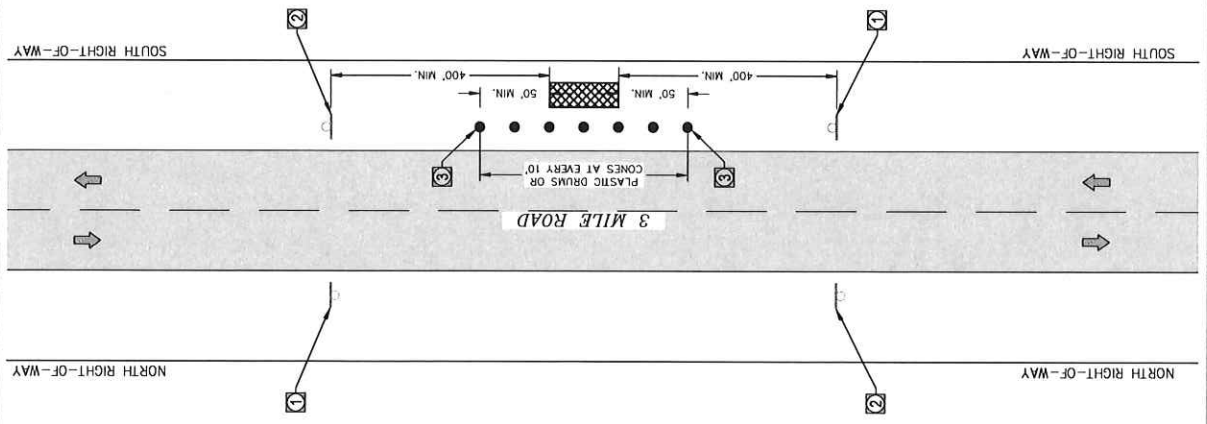 2 1
NORTH RIGHT-OF-WAY NORTH RIGHT-OF-WAY
3 MILE ROAD
PLASTIC DRUMS OR
CONES AT EVERY 10'
3 3
50' MIN. 50' MIN.
400' MIN. 400' MIN.
SOUTH RIGHT-OF-WAY SOUTH RIGHT-OF-WAY
1 2